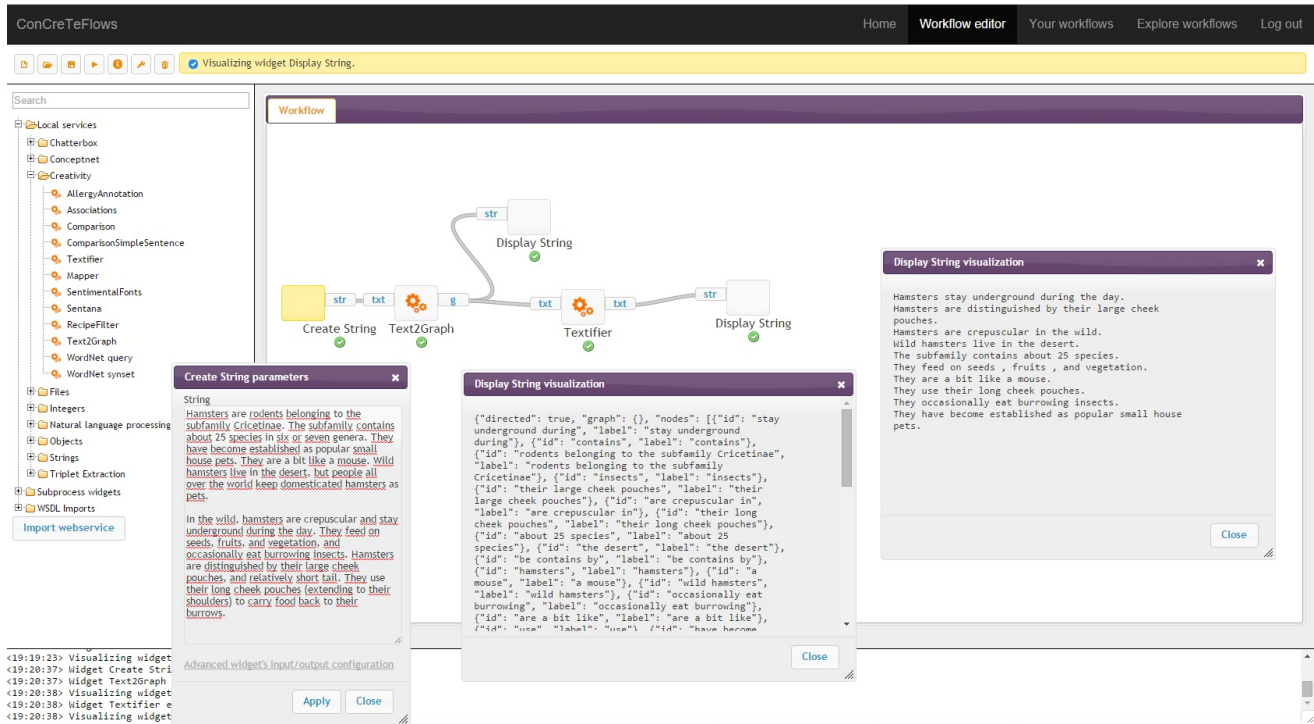 ConCreTeFlows
Home Workflow editor Your workflows Explore workflows Log out
Visualizing widget Display String.
Search
Local services
Chatterbox
Conceptnet
Creativity
AllergyAnnotation
Associations
Comparison
ComparisonSimpleSentence
Textifier
Mapper
SentimentalFonts
Sentana
RecipeFilter
Text2Graph
WordNet query
WordNet synset
Files
Integers
Natural language processing
Objects
Strings
Triplet Extraction
Subprocess widgets
WSDL Imports
Import webservice
Workflow
str
Display String
str txt g txt txt str
Create String Text2Graph Textifier Display String
Create String parameters
String
Hamsters are rodents belonging to the
subfamily Cricetinae. The subfamily contains
about 25 species in six or seven genera. They
have become established as popular small
house pets. They are a bit like a mouse. Wild
hamsters live in the desert, but people all
over the world keep domesticated hamsters as
pets.
In the wild, hamsters are crepuscular and stay
underground during the day. They feed on
seeds, fruits, and vegetation, and
occasionally eat burrowing insects. Hamsters
are distinguished by their large cheek
pouches, and relatively short tail. They use
their long cheek pouches (extending to their
shoulders) to carry food back to their
burrows.
Advanced widget's input/output configuration
Apply Close
Display String visualization
{"directed": true, "graph": {}, "nodes": [{"id": "stay
underground during", "label": "stay underground
during"}, {"id": "contains", "label": "contains"},
{"id": "rodents belonging to the subfamily Cricetinae",
"label": "rodents belonging to the subfamily
Cricetinae"}, {"id": "insects", "label": "insects"},
{"id": "their large cheek pouches", "label": "their
large cheek pouches"}, {"id": "are crepuscular in",
"label": "are crepuscular in"}, {"id": "their long
cheek pouches", "label": "their long cheek pouches"},
{"id": "about 25 species", "label": "about 25
species"}, {"id": "the desert", "label": "the desert"},
{"id": "be contains by", "label": "be contains by"},
{"id": "hamsters", "label": "hamsters"}, {"id": "a
mouse", "label": "a mouse"}, {"id": "wild hamsters",
"label": "wild hamsters"}, {"id": "occasionally eat
burrowing", "label": "occasionally eat burrowing"},
{"id": "are a bit like", "label": "are a bit like"},
{"id": "use", "label": "use"}, {"id": "have become
Close
Display String visualization
Hamsters stay underground during the day.
Hamsters are distinguished by their large cheek
pouches.
Hamsters are crepuscular in the wild.
Wild hamsters live in the desert.
The subfamily contains about 25 species.
They feed on seeds , fruits , and vegetation.
They are a bit like a mouse.
They use their long cheek pouches.
They occasionally eat burrowing insects.
They have become established as popular small house
pets.
Close
<19:19:23> Visualizing widget
<19:20:37> Widget Create Stri
<19:20:37> Widget Text2Graph
<19:20:38> Visualizing widget
<19:20:38> Widget Textifier e
<19:20:38> Visualizing widget